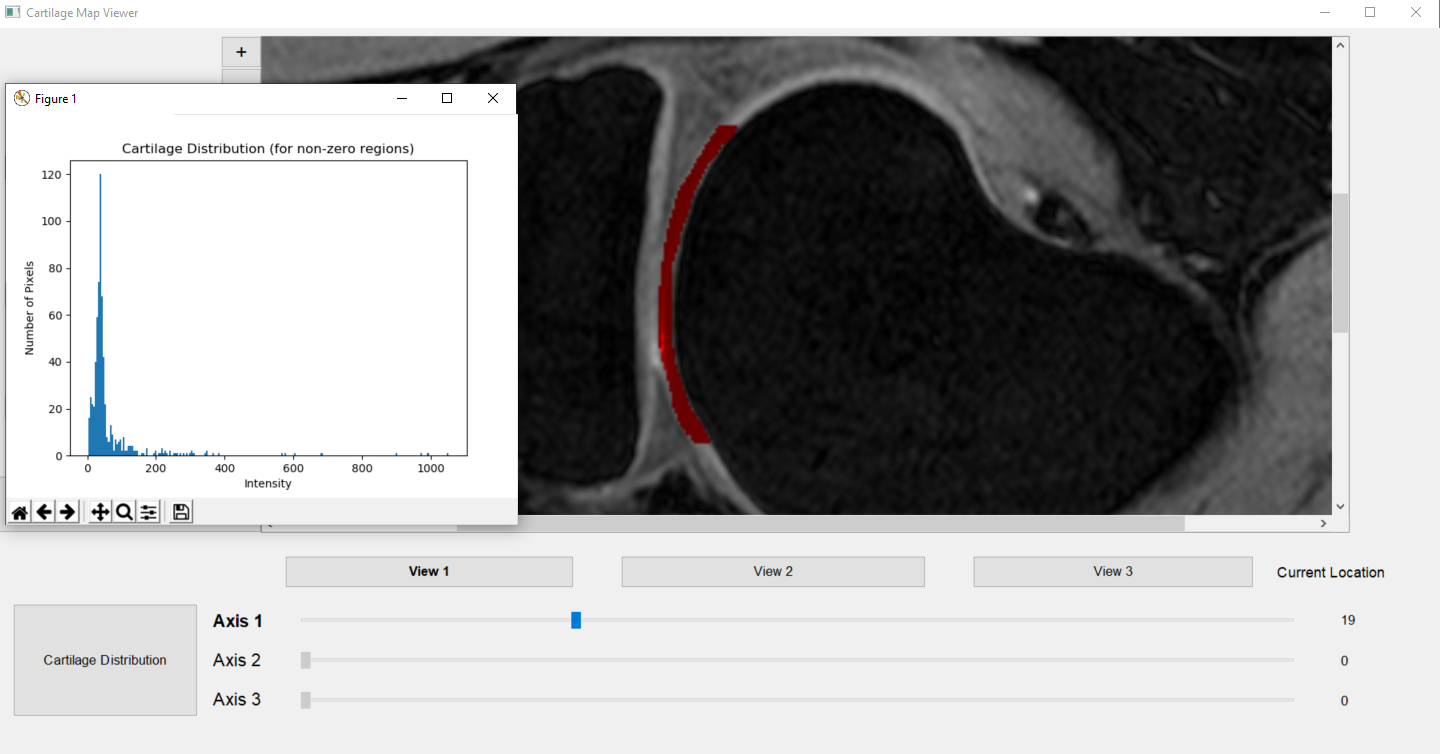 Cartilage Map Viewer
+
Figure 1
Cartilage Distribution (for non-zero regions)
Number of Pixels
120
100
80
60
40
20
0
0 200 400 600 800 1000
Intensity
View 1 View 2 View 3 Current Location
Cartilage Distribution
Axis 1 19
Axis 2 0
Axis 3 0